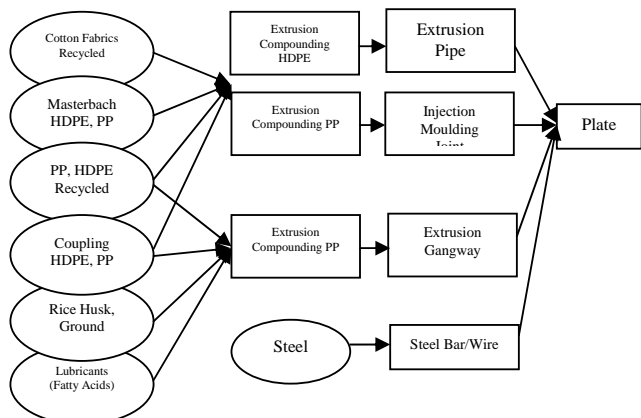 Cotton Fabrics
Recycled
Masterbach
HDPE, PP
PP, HDPE
Recycled
Coupling
HDPE, PP
Rice Husk,
Ground
Lubricants
(Fatty Acids)
Extrusion
Compounding
HDPE
Extrusion
Compounding PP
Extrusion
Compounding PP
Steel
Extrusion
Pipe
Injection
Moulding
Joint
Extrusion
Gangway
Steel Bar/Wire
Plate